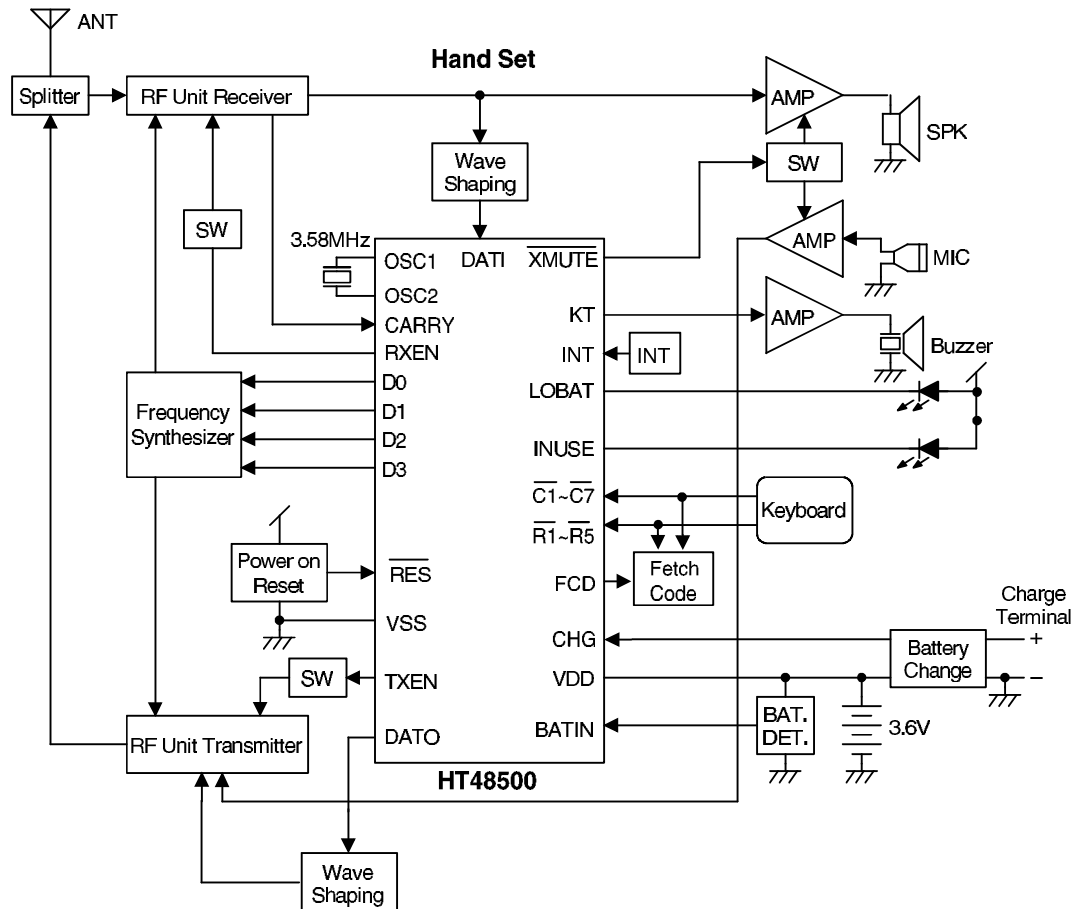 ANT
Hand Set
Splitter
RF Unit Receiver
AMP
SPK
Wave
Shaping
SW
SW
3.58MHz
AMP
MIC
OSC1
DATI
XMUTE
OSC2
CARRY
KT
AMP
Buzzer
RXEN
INT
INT
D0
LOBAT
D1
Frequency
Synthesizer
D2
INUSE
D3
C1~C7
Keyboard
R1~R5
Power on
Reset
RES
FCD
Fetch
Code
VSS
CHG
Battery
Change
Charge
Terminal
+
SW
TXEN
VDD
−
RF Unit Transmitter
DATO
BATIN
BAT.
DET.
3.6V
HT48500
Wave
Shaping